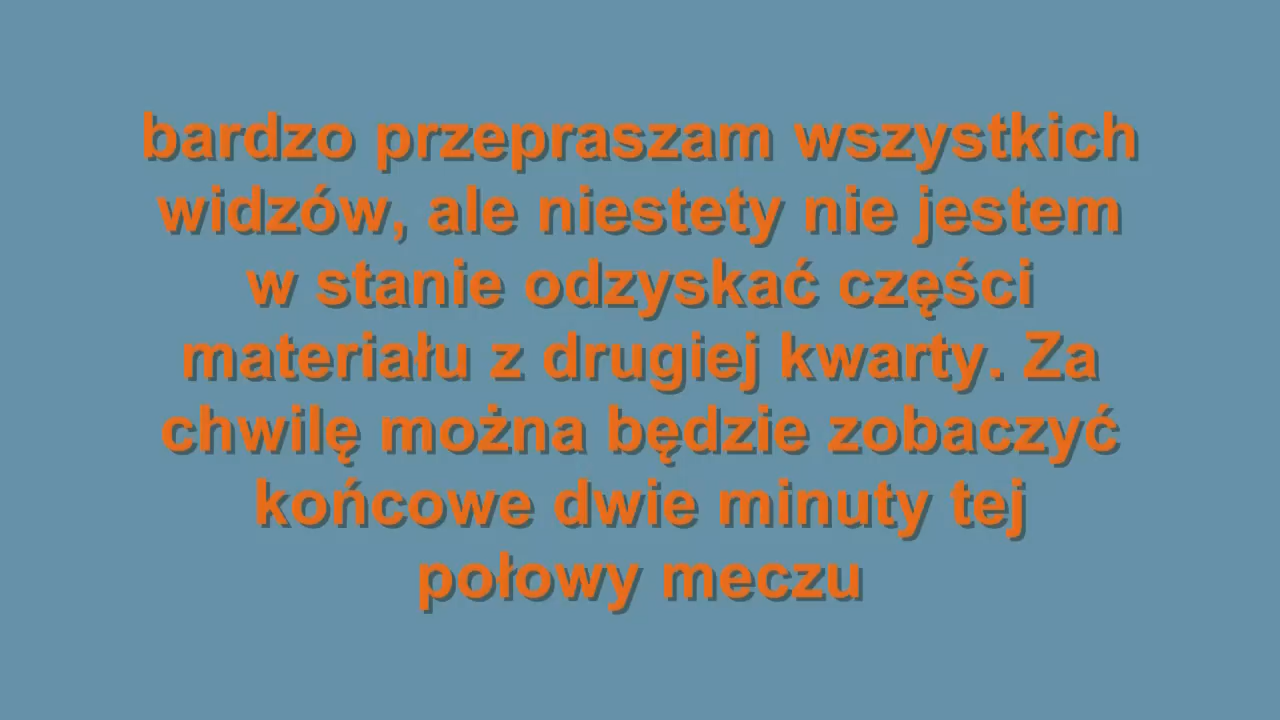 bardzo przepraszam wszystkich
widzów, ale niestety nie jestem
w stanie odzyskać części
materiału z drugiej kwarty. Za
chwilę można będzie zobaczyć
końcowe dwie minuty tej
połowy meczu